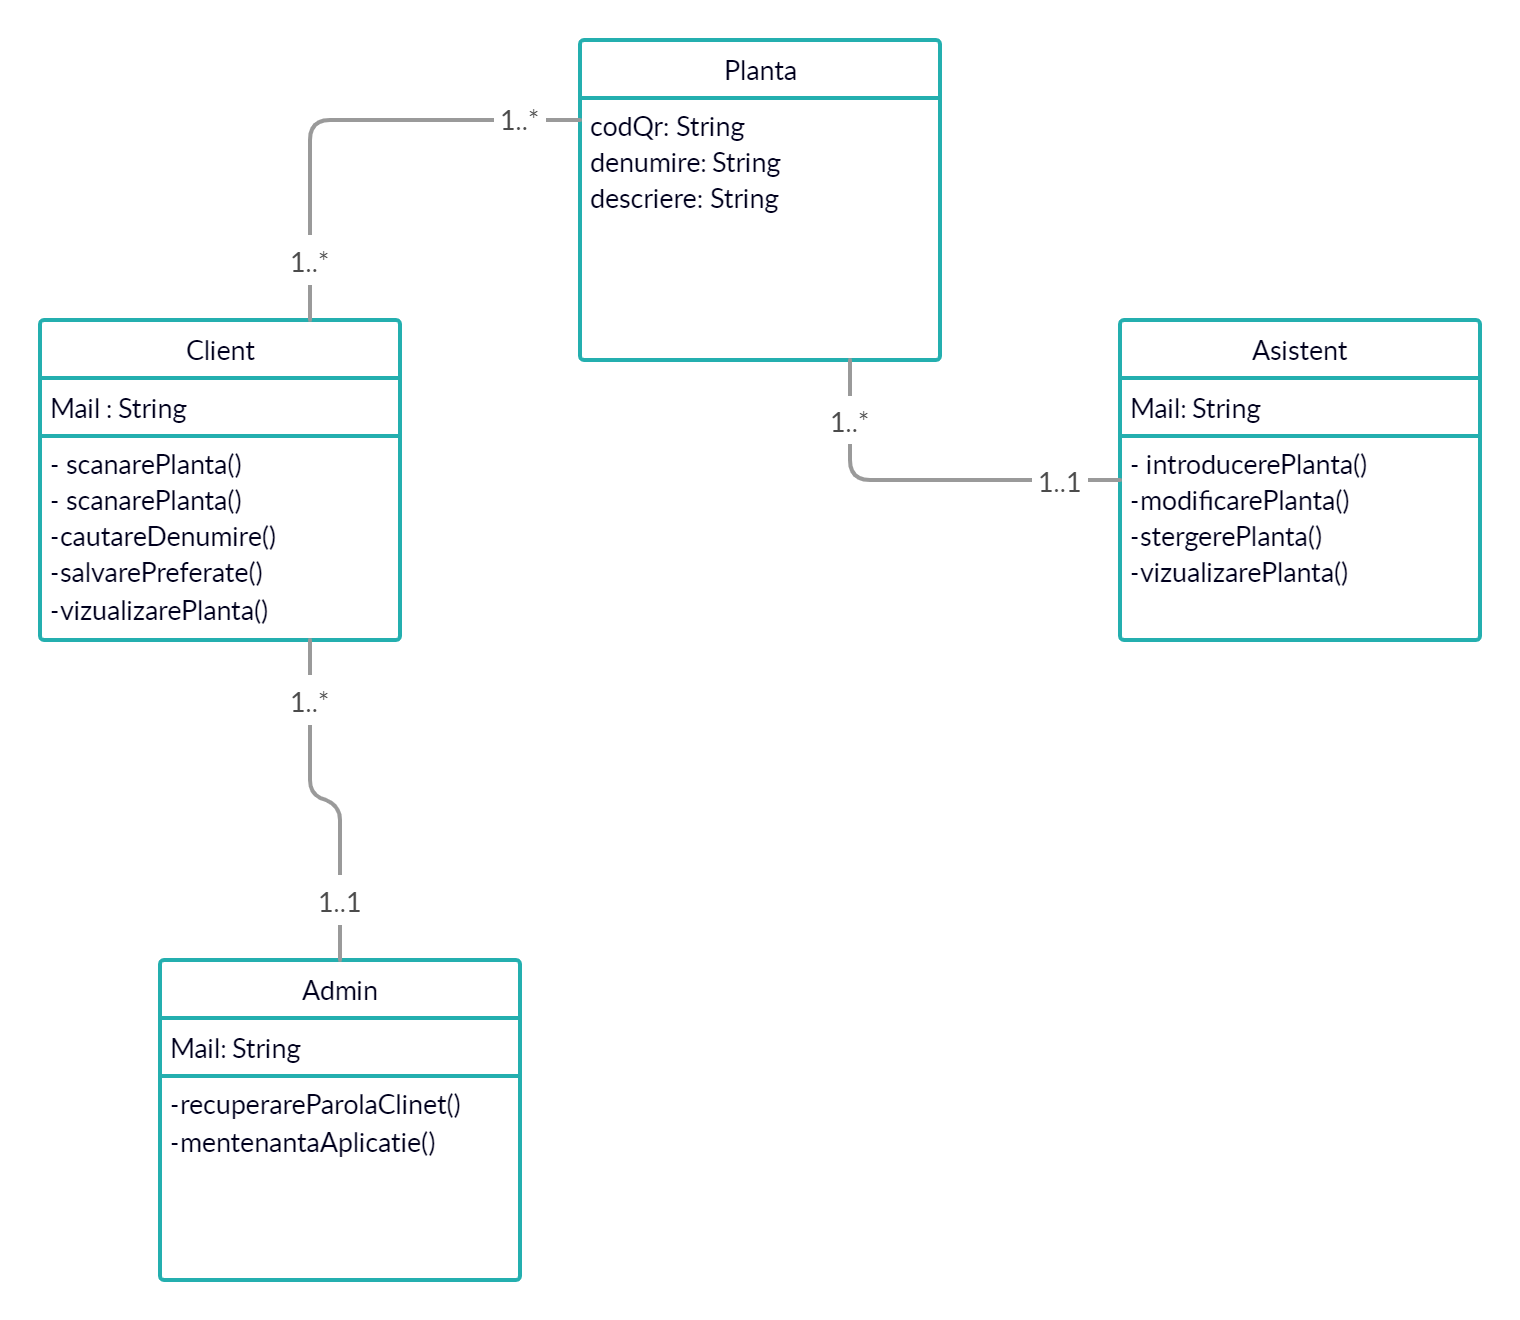 Planta
codQr: String
denumire: String
descriere: String
1..*
1..*
Client
Mail : String
- scanarePlanta()
- scanarePlanta()
-cautareDenumire()
-salvarePreferate()
-vizualizarePlanta()
1..*
1..1
Asistent
Mail: String
- introducerePlanta()
-modificarePlanta()
-stergerePlanta()
-vizualizarePlanta()
1..*
1..1
Admin
Mail: String
-recuperareParolaClinet()
-mentenantaAplicatie()